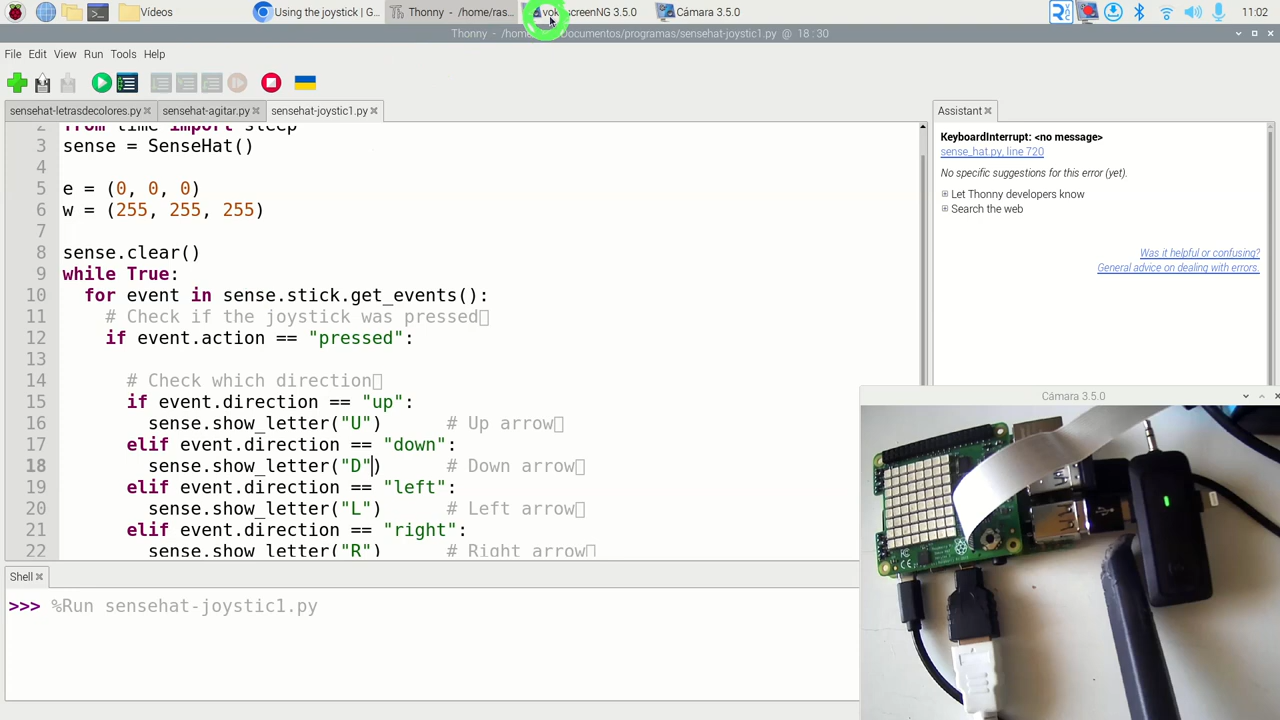 Vídeos
Using the joystick | G...
Thonny - /home/ras...
screenNG 3.5.0
Cámara 3.5.0
11:02
Thonny - Documentos/programas/sensehat-joystic1.py @ 18 : 30
File Edit View Run Tools Help
sensehat-letrasdecolores.py
sensehat-agitar.py
sensehat-joystic1.py
2 from time import sleep
3 sense = SenseHat()
4
5 e = (0, 0, 0)
6 w = (255, 255, 255)
7
8 sense.clear()
9 while True:
10 for event in sense.stick.get_events():
11 # Check if the joystick was pressed
12 if event.action == "pressed":
13
14 # Check which direction
15 if event.direction == "up":
16 sense.show_letter("U") # Up arrow
17 elif event.direction == "down":
18 sense.show_letter("D") # Down arrow
19 elif event.direction == "left":
20 sense.show_letter("L") # Left arrow
21 elif event.direction == "right":
22 sense.show_letter("R") # Right arrow
Assistant
KeyboardInterrupt: <no message>
sense_hat.py, line 720
No specific suggestions for this error (yet).
Let Thonny developers know
Search the web
Was it helpful or confusing?
General advice on dealing with errors.
Cámara 3.5.0
Shell
>>> %Run sensehat-joystic1.py